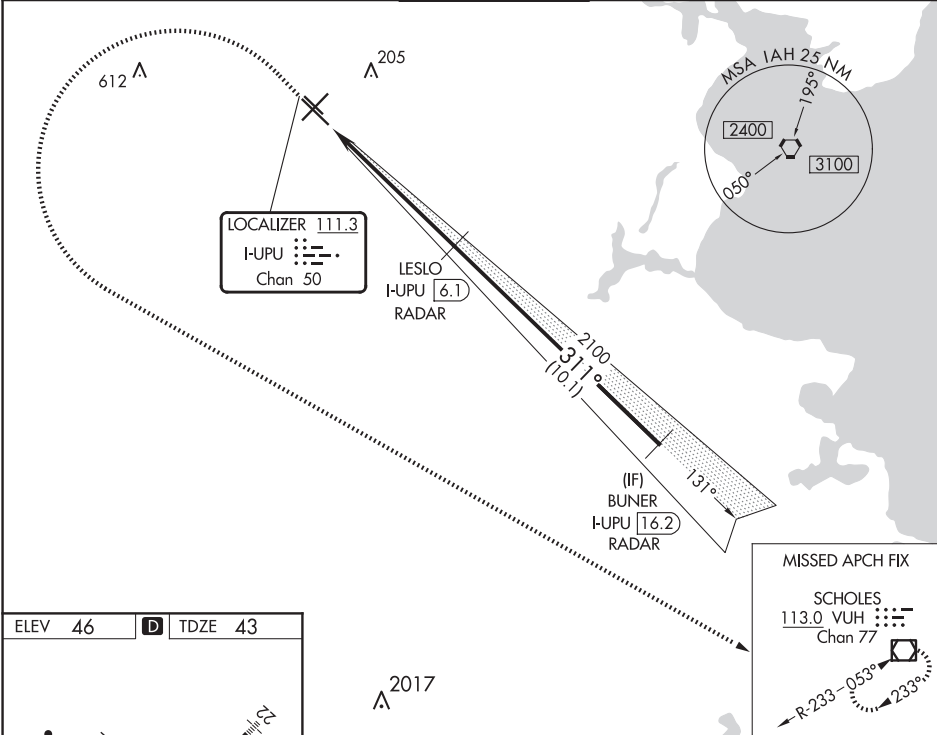 612
205
MSA IAH 25 NM
195°
2400
3100
050°
LOCALIZER 111.3
I-UPU
Chan 50
LESLO
I-UPU 6.1
RADAR
2100
311°
(10.1)
(IF)
BUNER
I-UPU 16.2
RADAR
131°
MISSED APCH FIX
SCHOLES
113.0 VUH
Chan 77
R-233
053°
233°
ELEV 46 D TDZE 43
2017
22